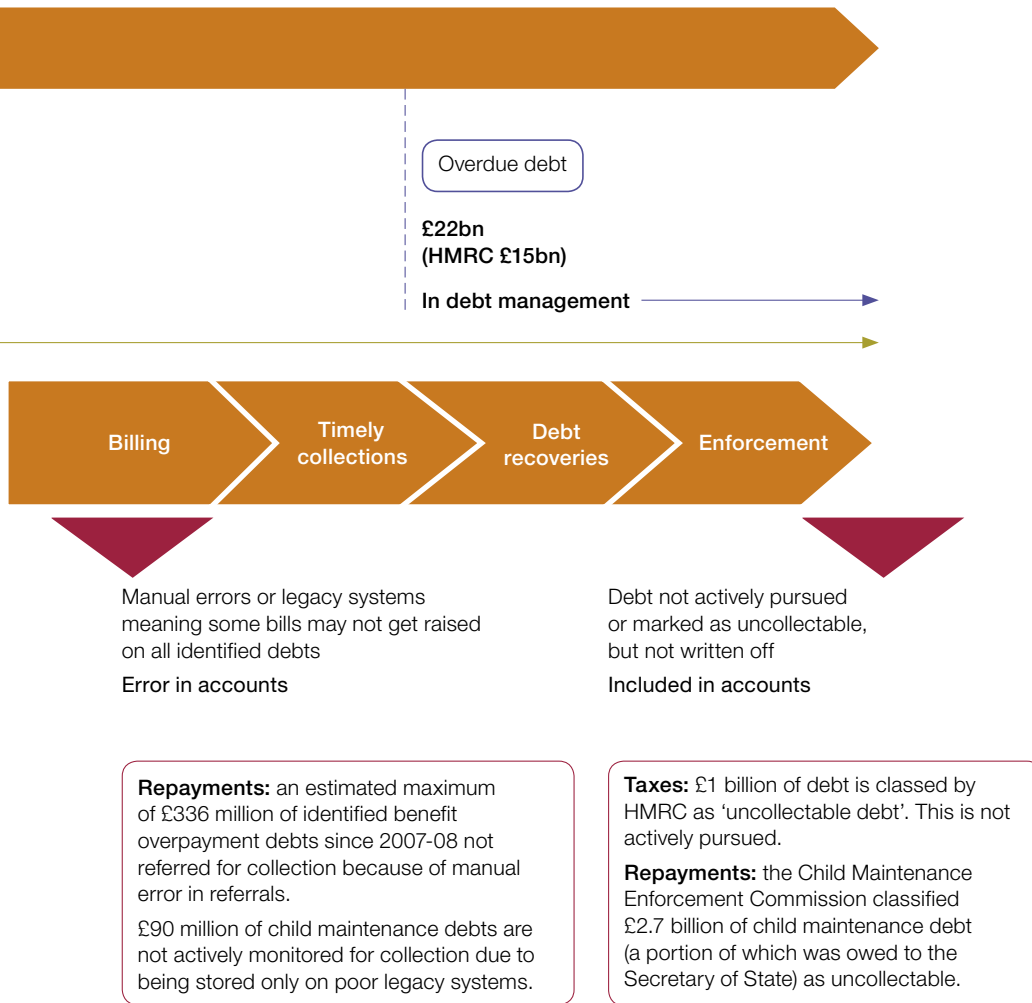 Overdue debt
£22bn
(HMRC £15bn)
In debt management
Billing
Timely
collections
Debt
recoveries
Enforcement
Manual errors or legacy systems
meaning some bills may not get raised
on all identified debts
Error in accounts
Debt not actively pursued
or marked as uncollectable,
but not written off
Included in accounts
Repayments: an estimated maximum
of £336 million of identified benefit
overpayment debts since 2007-08 not
referred for collection because of manual
error in referrals.
£90 million of child maintenance debts are
not actively monitored for collection due to
being stored only on poor legacy systems.
Taxes: £1 billion of debt is classed by
HMRC as ‘uncollectable debt’. This is not
actively pursued.
Repayments: the Child Maintenance
Enforcement Commission classified
£2.7 billion of child maintenance debt
(a portion of which was owed to the
Secretary of State) as uncollectable.